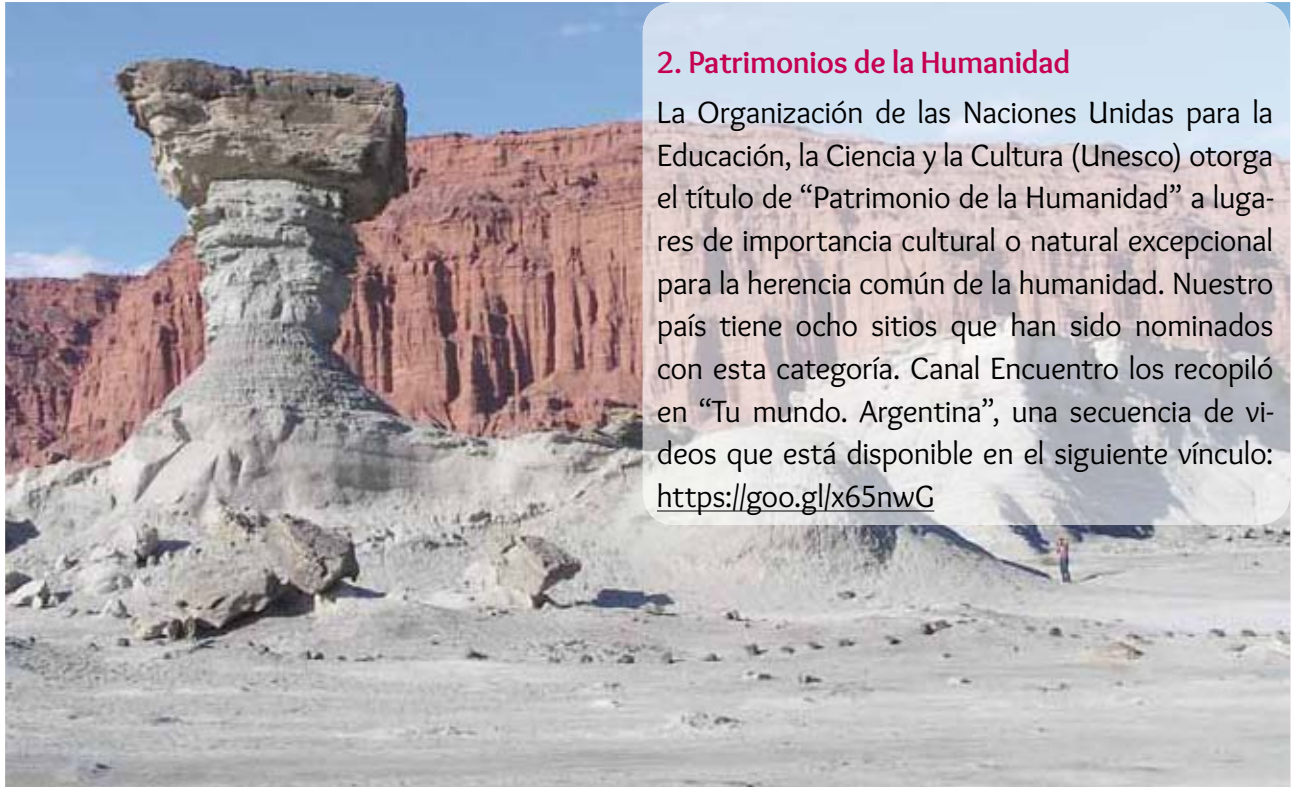 2. Patrimonios de la Humanidad
La Organización de las Naciones Unidas para la
Educación, la Ciencia y la Cultura (Unesco) otorga
el título de “Patrimonio de la Humanidad” a luga-
res de importancia cultural o natural excepcional
para la herencia común de la humanidad. Nuestro
país tiene ocho sitios que han sido nominados
con esta categoría. Canal Encuentro los recopiló
en “Tu mundo. Argentina”, una secuencia de vi-
deos que está disponible en el siguiente vínculo:
https://goo.gl/x65nwG